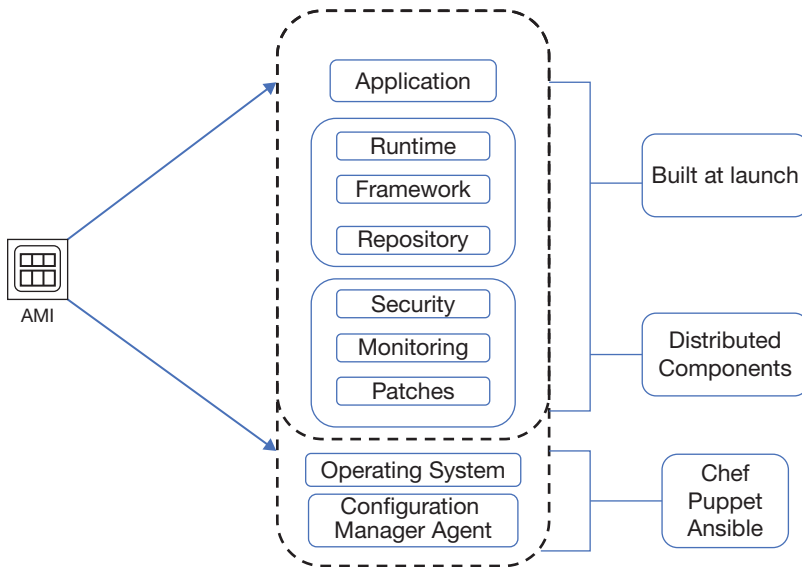 AMI
Application
Runtime
Framework
Repository
Security
Monitoring
Patches
Operating System
Configuration
Manager Agent
Built at launch
Distributed
Components
Chef
Puppet
Ansible